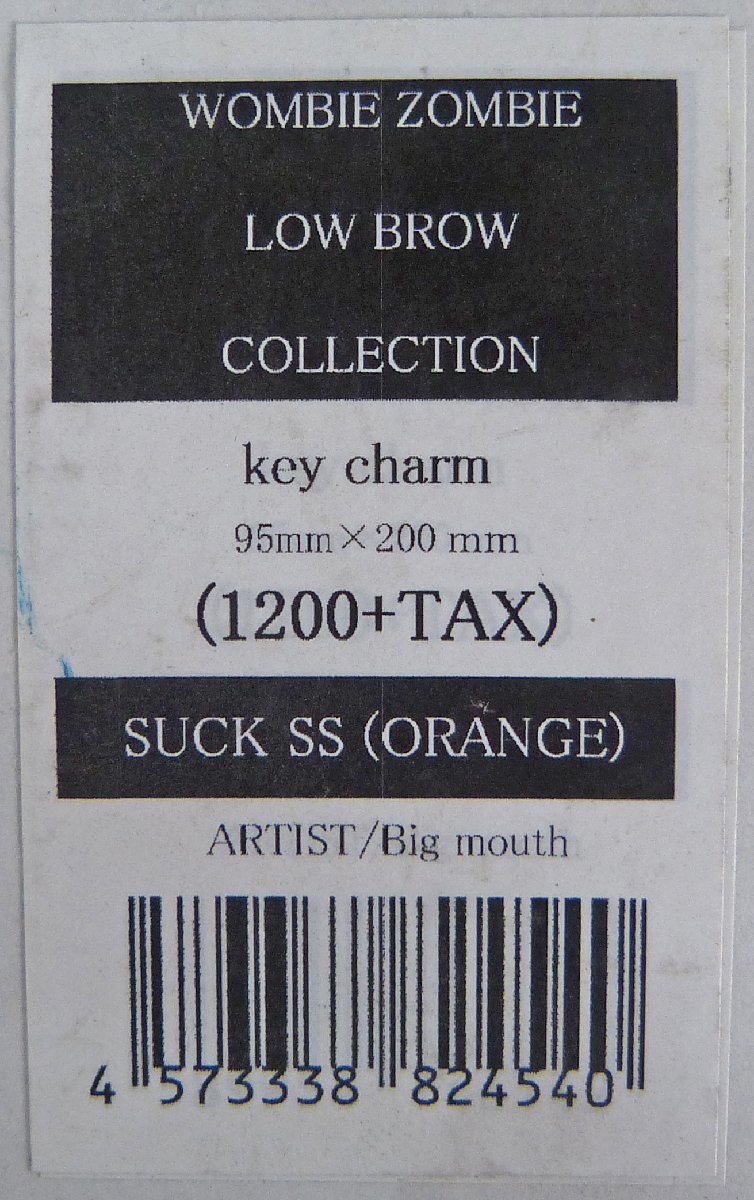 WOMBIE ZOMBIE
LOW BROW
COLLECTION
key charm
95mm×200 mm
(1200+TAX)
SUCK SS (ORANGE)
ARTIST/Big mouth
4 573338 824540